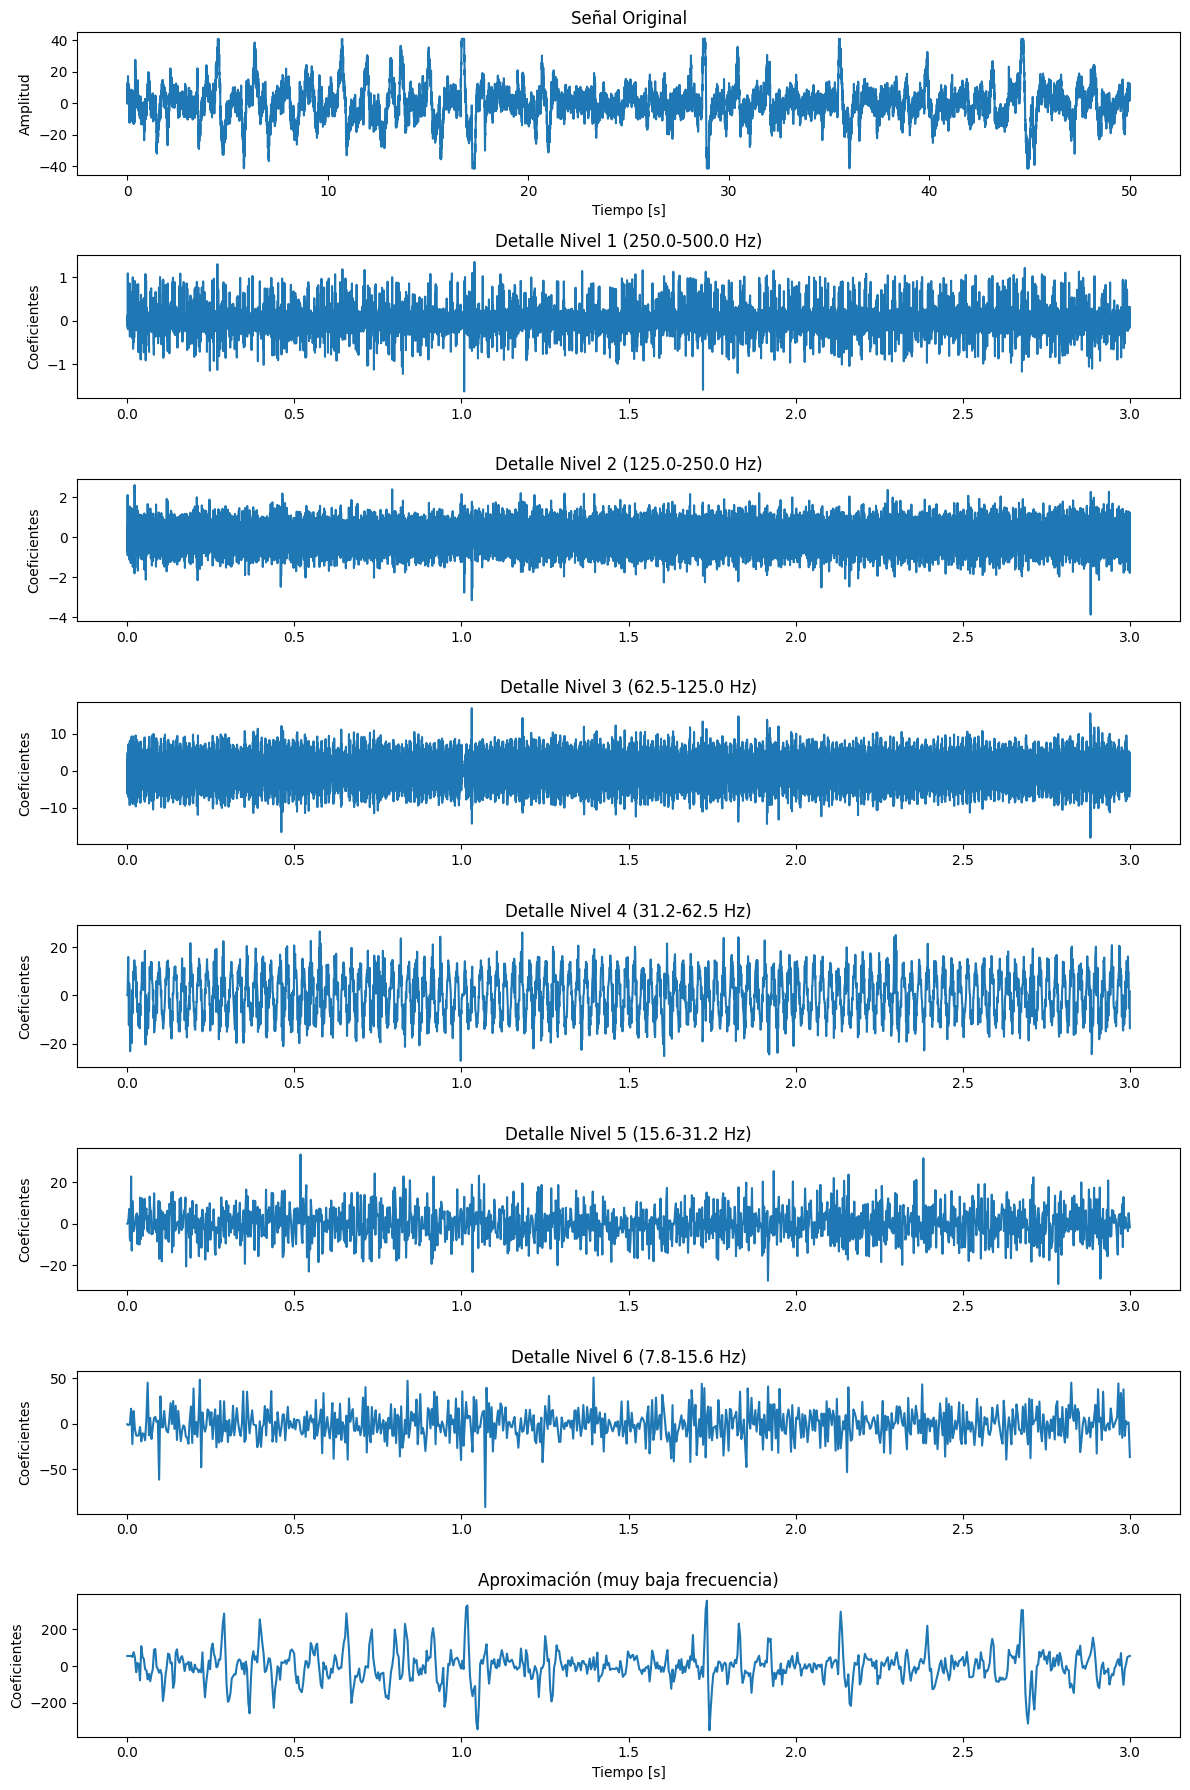 Señal Original
40
20
0
−20
−40
Amplitud
0 10 20 30 40 50
Tiempo [s]
Detalle Nivel 1 (250.0-500.0 Hz)
1
0
−1
Coeficientes
0.0 0.5 1.0 1.5 2.0 2.5 3.0
Detalle Nivel 2 (125.0-250.0 Hz)
2
0
−2
−4
Coeficientes
0.0 0.5 1.0 1.5 2.0 2.5 3.0
Detalle Nivel 3 (62.5-125.0 Hz)
10
0
−10
Coeficientes
0.0 0.5 1.0 1.5 2.0 2.5 3.0
Detalle Nivel 4 (31.2-62.5 Hz)
20
0
−20
Coeficientes
0.0 0.5 1.0 1.5 2.0 2.5 3.0
Detalle Nivel 5 (15.6-31.2 Hz)
20
0
−20
Coeficientes
0.0 0.5 1.0 1.5 2.0 2.5 3.0
Detalle Nivel 6 (7.8-15.6 Hz)
50
0
−50
Coeficientes
0.0 0.5 1.0 1.5 2.0 2.5 3.0
Aproximación (muy baja frecuencia)
200
0
−200
Coeficientes
0.0 0.5 1.0 1.5 2.0 2.5 3.0
Tiempo [s]